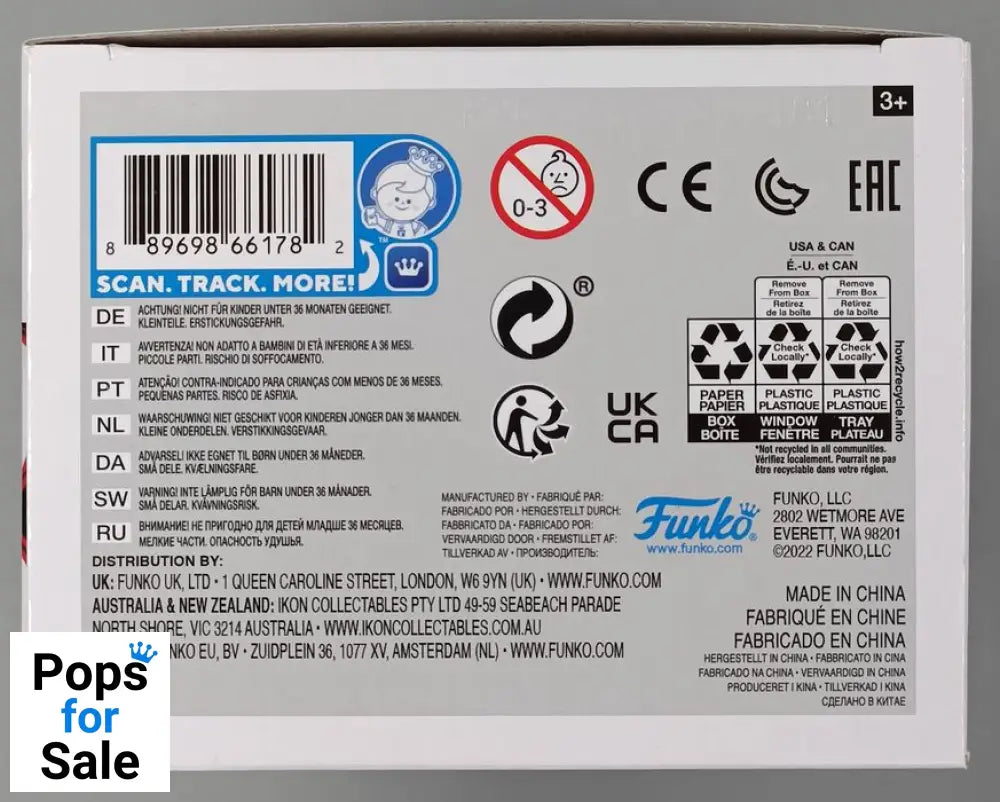 3+
8 89698 66178 2
SCAN. TRACK. MORE!
TM
DE
ACHTUNG! NICHT FÜR KINDER UNTER 36 MONATEN GEEIGNET.
KLEINTEILE. ERSTICKUNGSGEFAHR.
IT
AVVERTENZA! NON ADATTO A BAMBINI DI ETÀ INFERIORE A 36 MESI.
PICCOLE PARTI. RISCHIO DI SOFFOCAMENTO.
PT
ATENÇÃO! CONTRA-INDICADO PARA CRIANÇAS COM MENOS DE 36 MESES.
PEQUENAS PARTES. RISCO DE ASFIXIA.
NL
WAARSCHUWING! NIET GESCHIKT VOOR KINDEREN JONGER DAN 36 MAANDEN.
KLEINE ONDERDELEN. VERSTIKKINGSGEVAAR.
DA
ADVARSEL! IKKE EGNET TIL BØRN UNDER 36 MÅNEDER.
SMÅ DELE. KVÆLNINGSFARE.
SW
VARNING! INTE LÄMPLIG FÖR BARN UNDER 36 MÅNADER.
SMÅ DELAR. KVÄVNINGSRISK.
RU
ВНИМАНИЕ! НЕ ПРИГОДНО ДЛЯ ДЕТЕЙ МЛАДШЕ 36 МЕСЯЦЕВ.
МЕЛКИЕ ЧАСТИ. ОПАСНОСТЬ УДУШЬЯ.
0-3
CE
EAC
®
UK
CA
USA & CAN
É.-U. et CAN
Remove
From Box
Retirez
de la boîte
Remove
From Box
Retirez
de la boîte
Check
Locally*
Check
Locally*
PAPER
PAPIER
PLASTIC
PLASTIQUE
PLASTIC
PLASTIQUE
BOX
BOÎTE
WINDOW
FENÊTRE
TRAY
PLATEAU
how2recycle.info
*Not recycled in all communities.
Vérifiez localement. Pourrait ne pas
être recyclable dans votre région.
MANUFACTURED BY • FABRIQUÉ PAR:
FABRICADO POR • HERGESTELLT DURCH:
FABBRICATO DA • FABRICADO POR:
VERVAARDIGD DOOR • FREMSTILLET AF:
TILLVERKAD AV • ПРОИЗВОДИТЕЛЬ:
Funko®
www.funko.com
FUNKO, LLC
2802 WETMORE AVE
EVERETT, WA 98201
©2022 FUNKO,LLC
DISTRIBUTION BY:
UK: FUNKO UK, LTD • 1 QUEEN CAROLINE STREET, LONDON, W6 9YN (UK) • WWW.FUNKO.COM
AUSTRALIA & NEW ZEALAND: IKON COLLECTABLES PTY LTD 49-59 SEABEACH PARADE
NORTH SHORE, VIC 3214 AUSTRALIA • WWW.IKONCOLLECTABLES.COM.AU
NKO EU, BV • ZUIDPLEIN 36, 1077 XV, AMSTERDAM (NL) • WWW.FUNKO.COM
MADE IN CHINA
FABRIQUÉ EN CHINE
FABRICADO EN CHINA
HERGESTELLT IN CHINA • FABBRICATO IN CINA
FABRICADO NA CHINA • VERVAARDIGD IN CHINA
PRODUCERET I KINA • TILLVERKAD I KINA
СДЕЛАНО В КИТАЕ
Pops
for
Sale